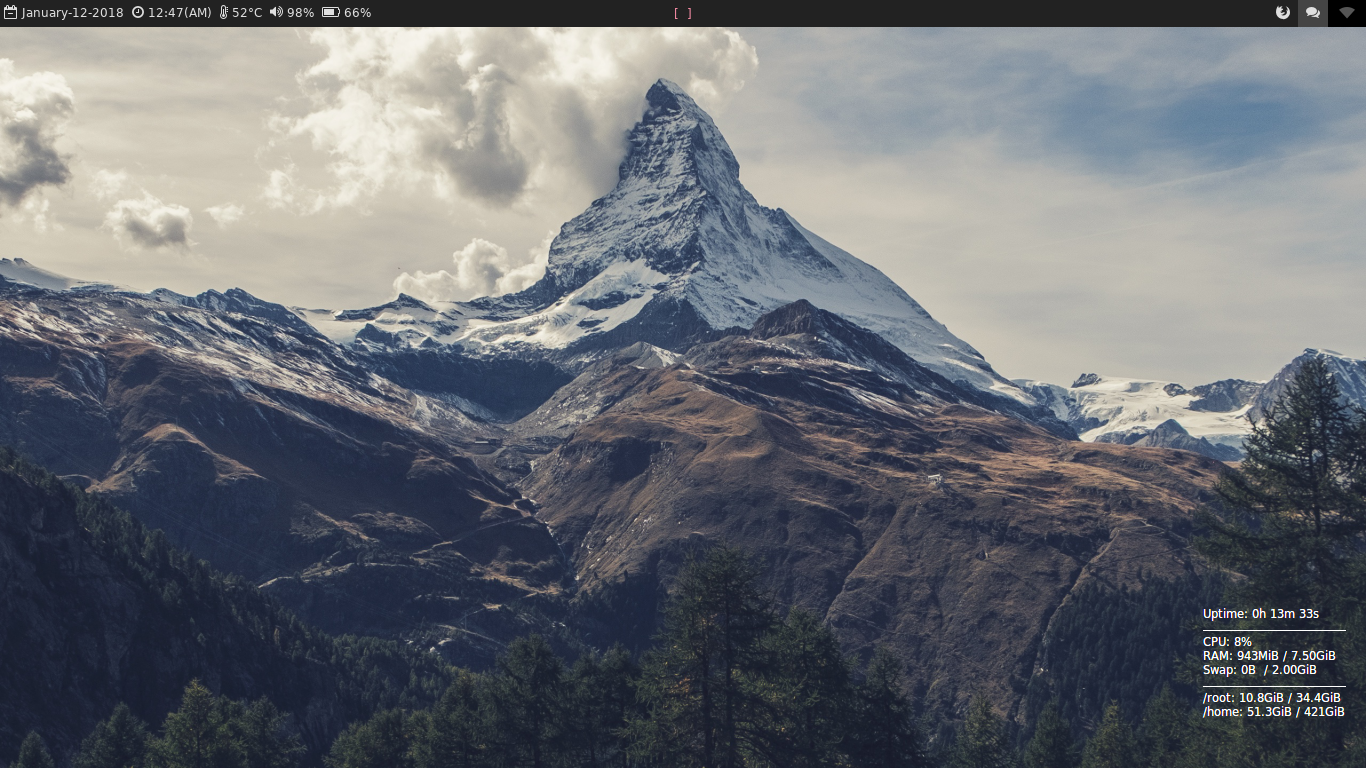 January-12-2018 12:47(AM) 52°C 98% 66% [ ]
Uptime: 0h 13m 33s
CPU: 8%
RAM: 943MiB / 7.50GiB
Swap: 0B / 2.00GiB
/root: 10.8GiB / 34.4GiB
/home: 51.3GiB / 421GiB